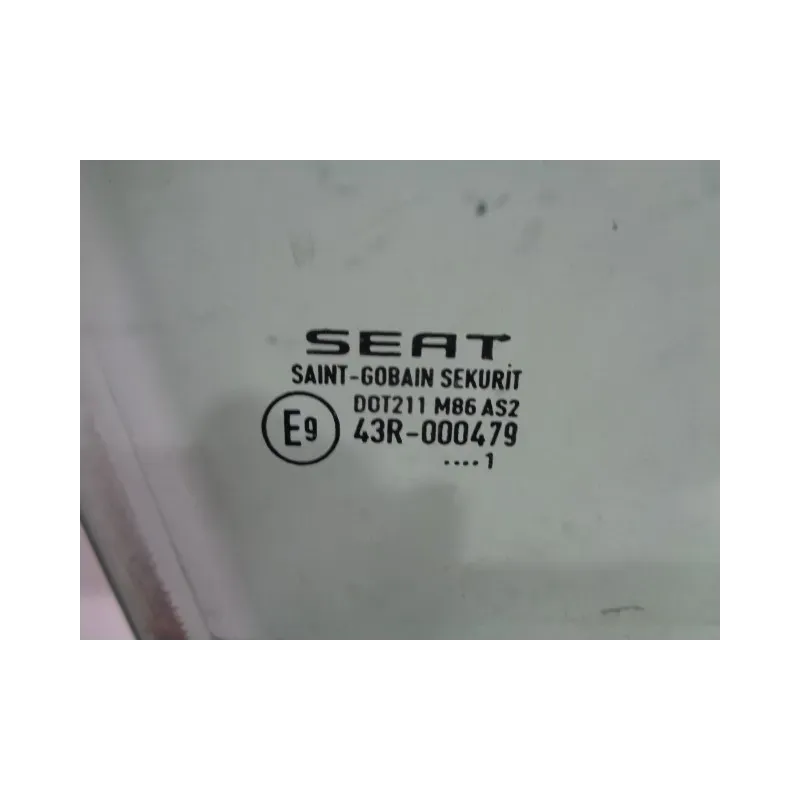 SEAT
SAINT-GOBAIN SEKURIT
DOT211 M86 AS2
E9 43R-000479
.... 1